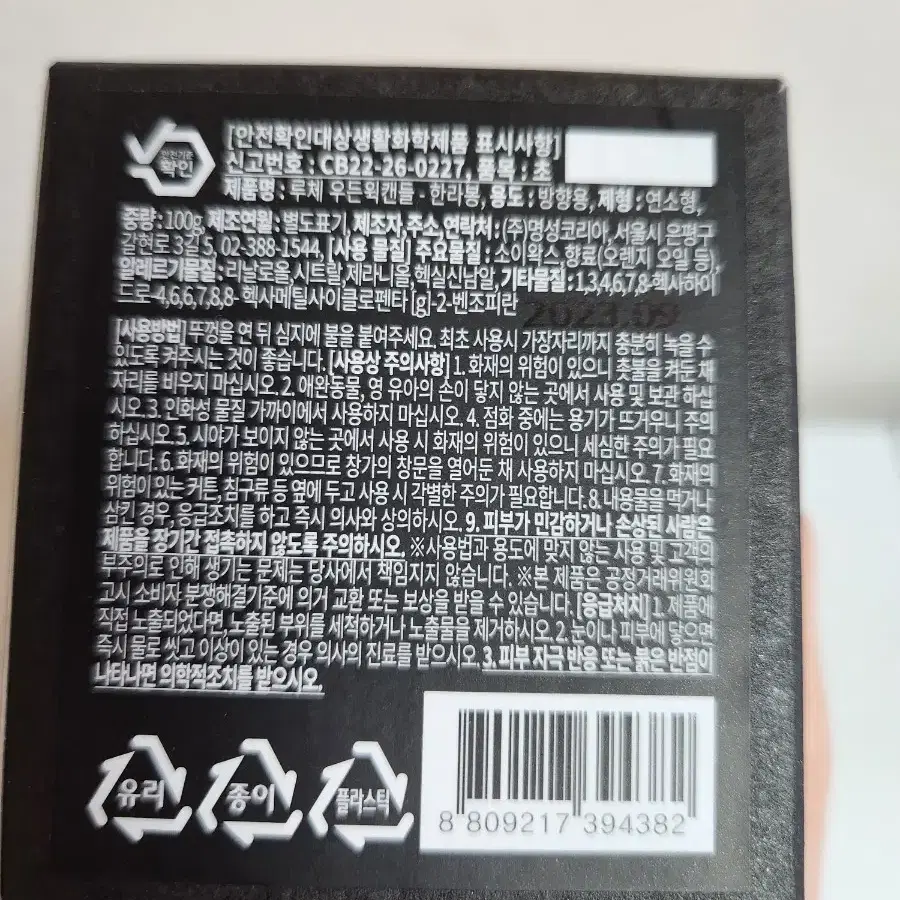 안전기준
확인
[안전확인대상생활화학제품 표시사항]
신고번호 : CB22-26-0227, 품목 : 초
제품명 : 루체 우든윅캔들 - 한라봉, 용도 : 방향용, 제형 : 연소형,
중량 : 100g, 제조연월 : 별도표기, 제조자, 주소, 연락처 : (주)명성코리아, 서울시 은평구
갈현로 3길 5, 02-388-1544, [사용 물질] 주요물질 : 소이왁스, 향료(오렌지 오일 등),
알레르기물질 : 리날로올, 시트랄, 제라니올, 헥실신남알, 기타물질 : 1,3,4,6,7,8-헥사하이
드로-4,6,6,7,8,8- 헥사메틸사이클로펜타 [g]-2-벤조피란
2023.09
[사용방법] 뚜껑을 연 뒤 심지에 불을 붙여주세요. 최초 사용시 가장자리까지 충분히 녹을 수
있도록 켜주시는 것이 좋습니다. [사용상 주의사항] 1. 화재의 위험이 있으니 촛불을 켜둔 채
자리를 비우지 마십시오. 2. 애완동물, 영 유아의 손이 닿지 않는 곳에서 사용 및 보관 하십
시오. 3. 인화성 물질 가까이에서 사용하지 마십시오. 4. 점화 중에는 용기가 뜨거우니 주의
하십시오. 5. 시야가 보이지 않는 곳에서 사용 시 화재의 위험이 있으니 세심한 주의가 필요
합니다. 6. 화재의 위험이 있으므로 창가의 창문을 열어둔 채 사용하지 마십시오. 7. 화재의
위험이 있는 커튼, 침구류 등 옆에 두고 사용 시 각별한 주의가 필요합니다. 8. 내용물을 먹거나
삼킨 경우, 응급조치를 하고 즉시 의사와 상의하시오. 9. 피부가 민감하거나 손상된 사람은
제품을 장기간 접촉하지 않도록 주의하시오. ※사용법과 용도에 맞지 않는 사용 및 고객의
부주의로 인해 생기는 문제는 당사에서 책임지지 않습니다. ※본 제품은 공정거래위원회
고시 소비자 분쟁해결기준에 의거 교환 또는 보상을 받을 수 있습니다. [응급처치] 1. 제품에
직접 노출되었다면, 노출된 부위를 세척하거나 노출물을 제거하시오. 2. 눈이나 피부에 닿으면
즉시 물로 씻고 이상이 있는 경우 의사의 진료를 받으시오. 3. 피부 자극 반응 또는 붉은 반점이
나타나면 의학적조치를 받으시오.
유리
종이
플라스틱
8 809217 394382